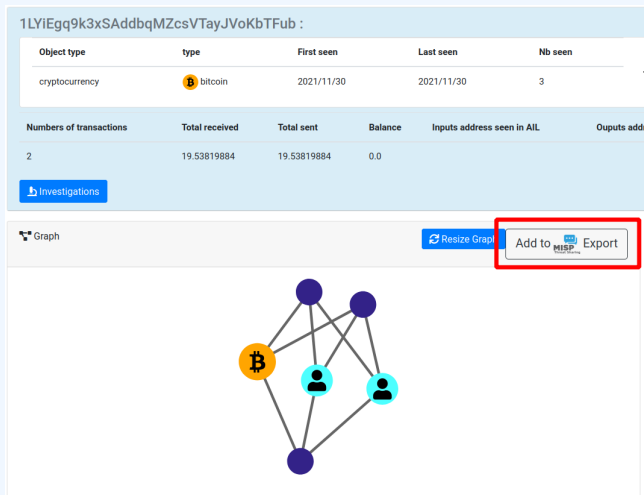 1LYiEgq9k3xSAddbqMZcsVTayJVoKbTFub :
Object type type First seen Last seen Nb seen
cryptocurrency bitcoin 2021/11/30 2021/11/30 3
Numbers of transactions Total received Total sent Balance Inputs address seen in AIL Ouputs addr
2 19.53819884 19.53819884 0.0
Investigations
Graph Resize Graph Add to MISP Export
Threat Sharing